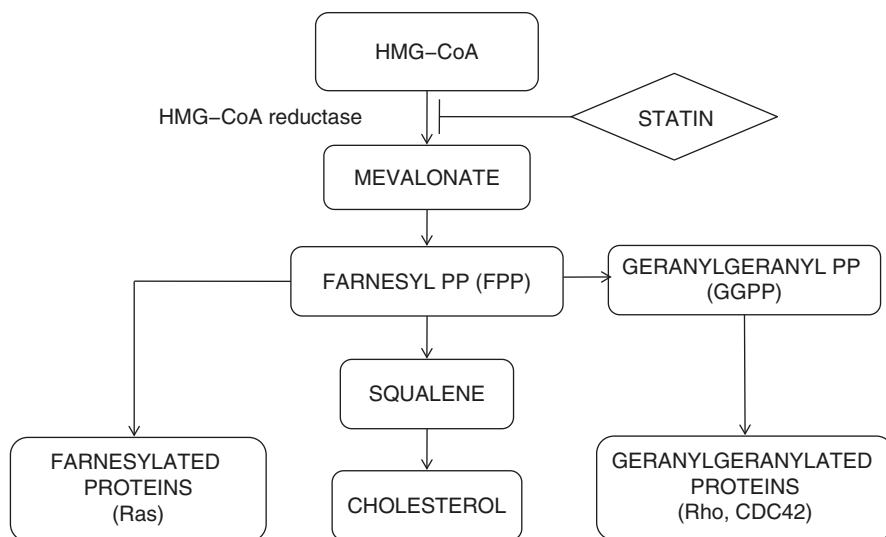 HMG–CoA
HMG–CoA reductase
STATIN
MEVALONATE
FARNESYL PP (FPP)
GERANYLGERANYL PP
(GGPP)
SQUALENE
FARNESYLATED
PROTEINS
(Ras)
CHOLESTEROL
GERANYLGERANYLATED
PROTEINS
(Rho, CDC42)